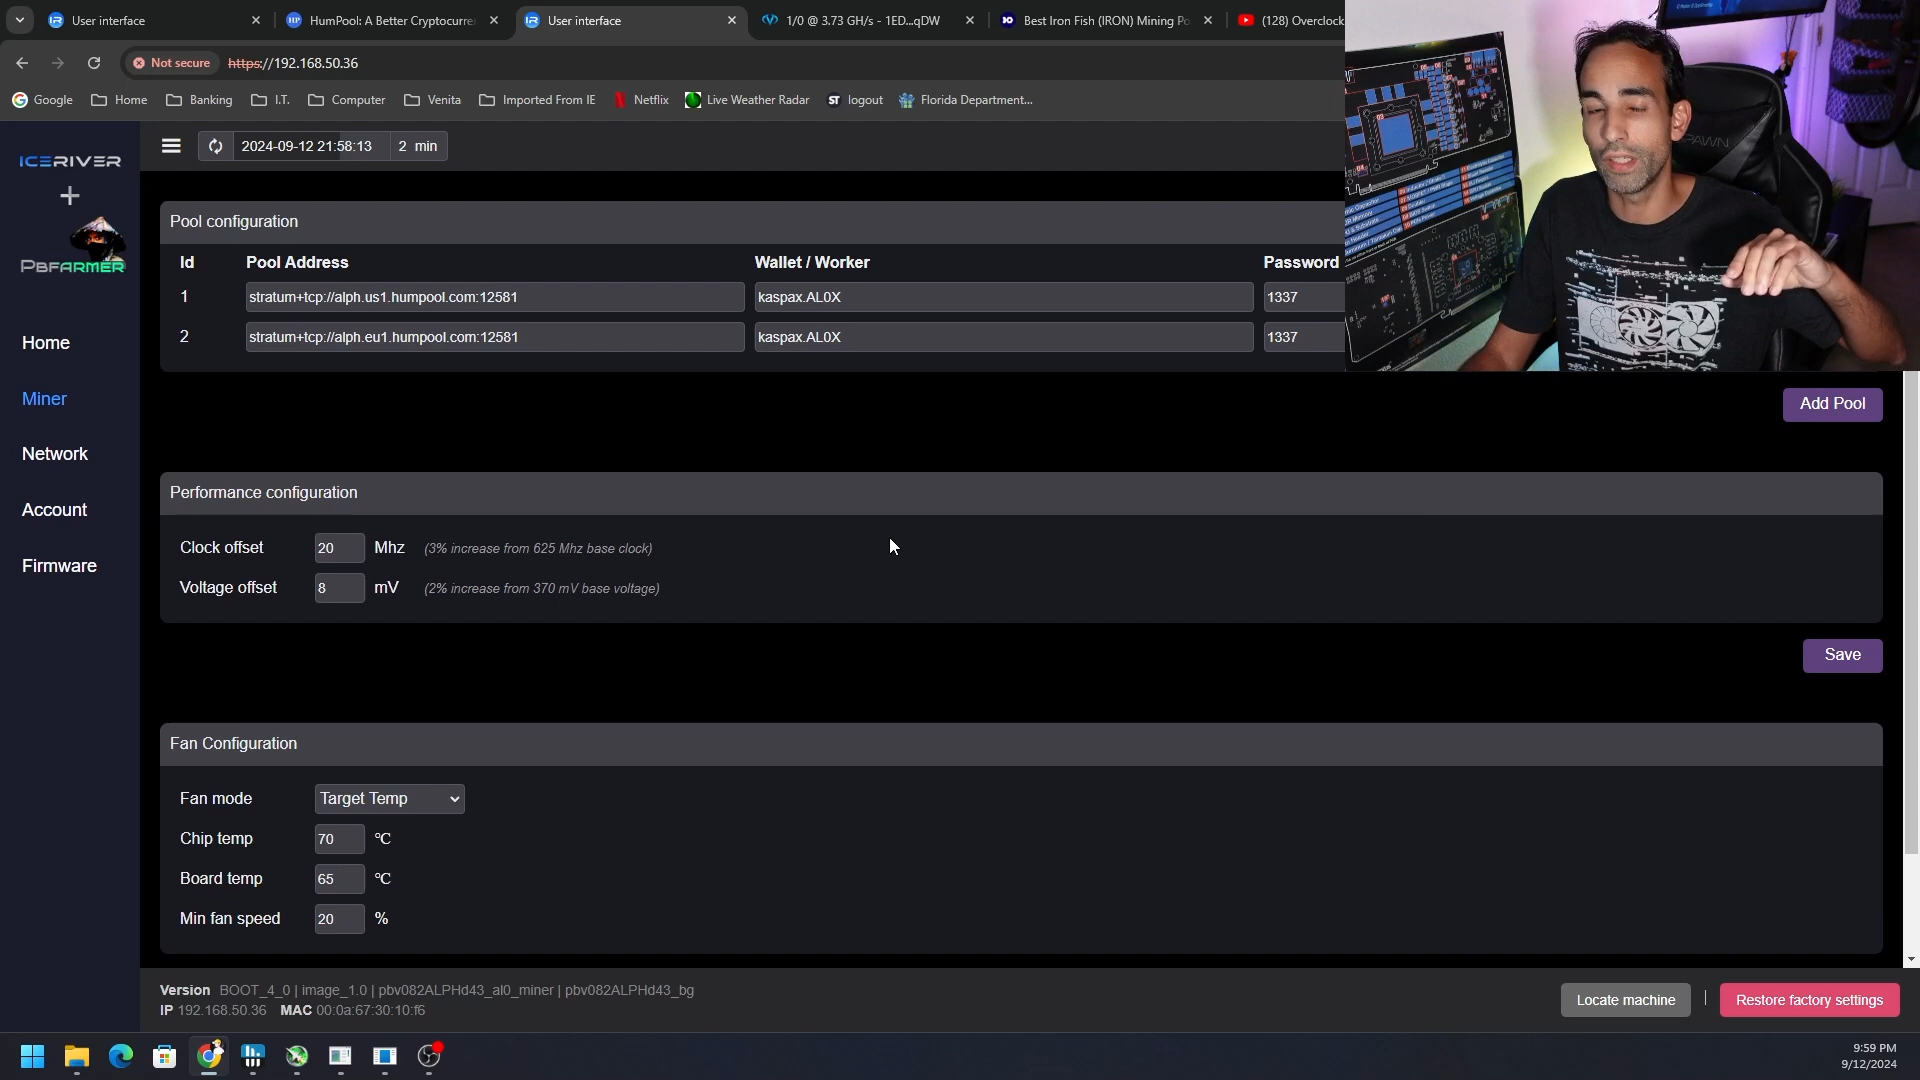 User interface
HumPool: A Better Cryptocurre
User interface
1/0 @ 3.73 GH/s - 1ED...qDW
Best Iron Fish (IRON) Mining Po
(128) Overclock
Not secure
https://192.168.50.36
Google
Home
Banking
I.T.
Computer
Venita
Imported From IE
Netflix
Live Weather Radar
ST logout
Florida Department...
ICERIVER
+
PBFARMER
2024-09-12 21:58:13
2 min
Home
Miner
Network
Account
Firmware
Pool configuration
Id Pool Address Wallet / Worker Password
1 stratum+tcp://alph.us1.humpool.com:12581 kaspax.AL0X 1337
2 stratum+tcp://alph.eu1.humpool.com:12581 kaspax.AL0X 1337
Add Pool
Performance configuration
Clock offset 20 Mhz (3% increase from 625 Mhz base clock)
Voltage offset 8 mV (2% increase from 370 mV base voltage)
Save
Fan Configuration
Fan mode Target Temp
Chip temp 70 °C
Board temp 65 °C
Min fan speed 20 %
Version BOOT_4_0 | image_1.0 | pbv082ALPHd43_al0_miner | pbv082ALPHd43_bg
IP 192.168.50.36 MAC 00:0a:67:30:10:f6
Locate machine
Restore factory settings
9:59 PM
9/12/2024